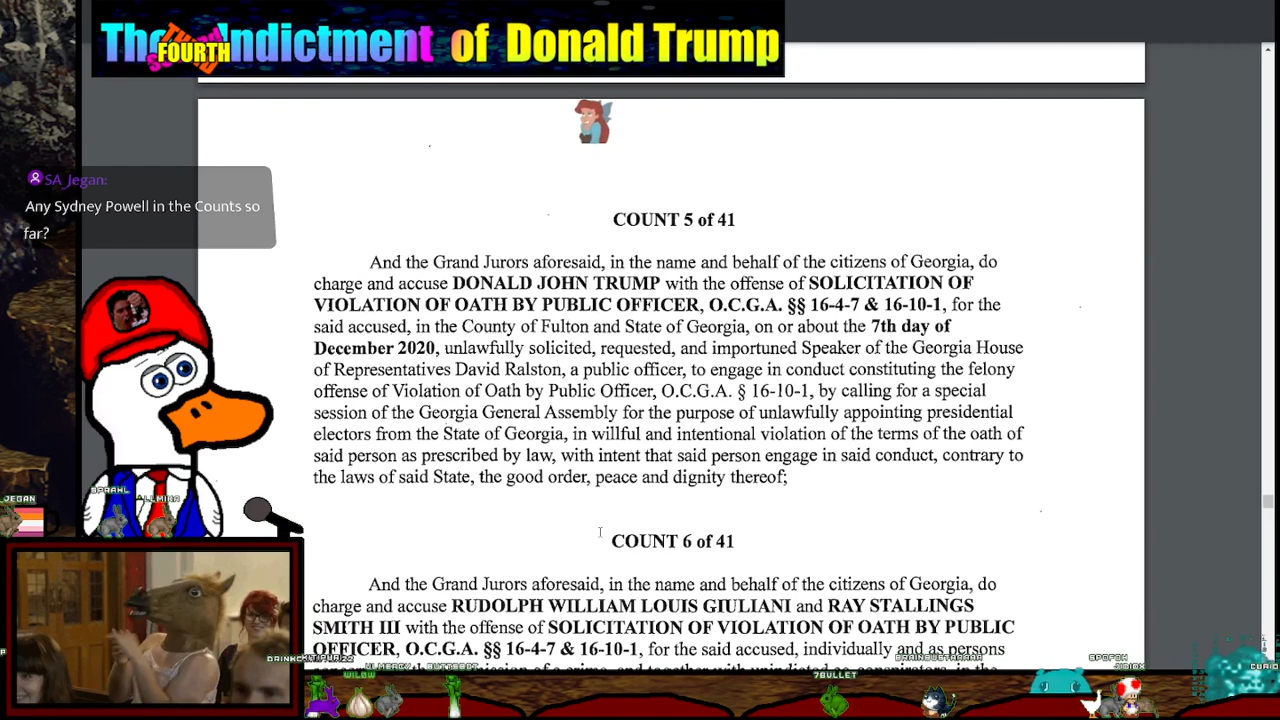 The FOURTH Indictment of Donald Trump
SA_Jegan:
Any Sydney Powell in the Counts so
far?
COUNT 5 of 41
And the Grand Jurors aforesaid, in the name and behalf of the citizens of Georgia, do
charge and accuse DONALD JOHN TRUMP with the offense of SOLICITATION OF
VIOLATION OF OATH BY PUBLIC OFFICER, O.C.G.A. §§ 16-4-7 & 16-10-1, for the
said accused, in the County of Fulton and State of Georgia, on or about the 7th day of
December 2020, unlawfully solicited, requested, and importuned Speaker of the Georgia House
of Representatives David Ralston, a public officer, to engage in conduct constituting the felony
offense of Violation of Oath by Public Officer, O.C.G.A. § 16-10-1, by calling for a special
session of the Georgia General Assembly for the purpose of unlawfully appointing presidential
electors from the State of Georgia, in willful and intentional violation of the terms of the oath of
said person as prescribed by law, with intent that said person engage in said conduct, contrary to
the laws of said State, the good order, peace and dignity thereof;
COUNT 6 of 41
And the Grand Jurors aforesaid, in the name and behalf of the citizens of Georgia, do
charge and accuse RUDOLPH WILLIAM LOUIS GIULIANI and RAY STALLINGS
SMITH III with the offense of SOLICITATION OF VIOLATION OF OATH BY PUBLIC
OFFICER, O.C.G.A. §§ 16-4-7 & 16-10-1, for the said accused, individually and as persons
JEGAN
WILOW
7BULLET